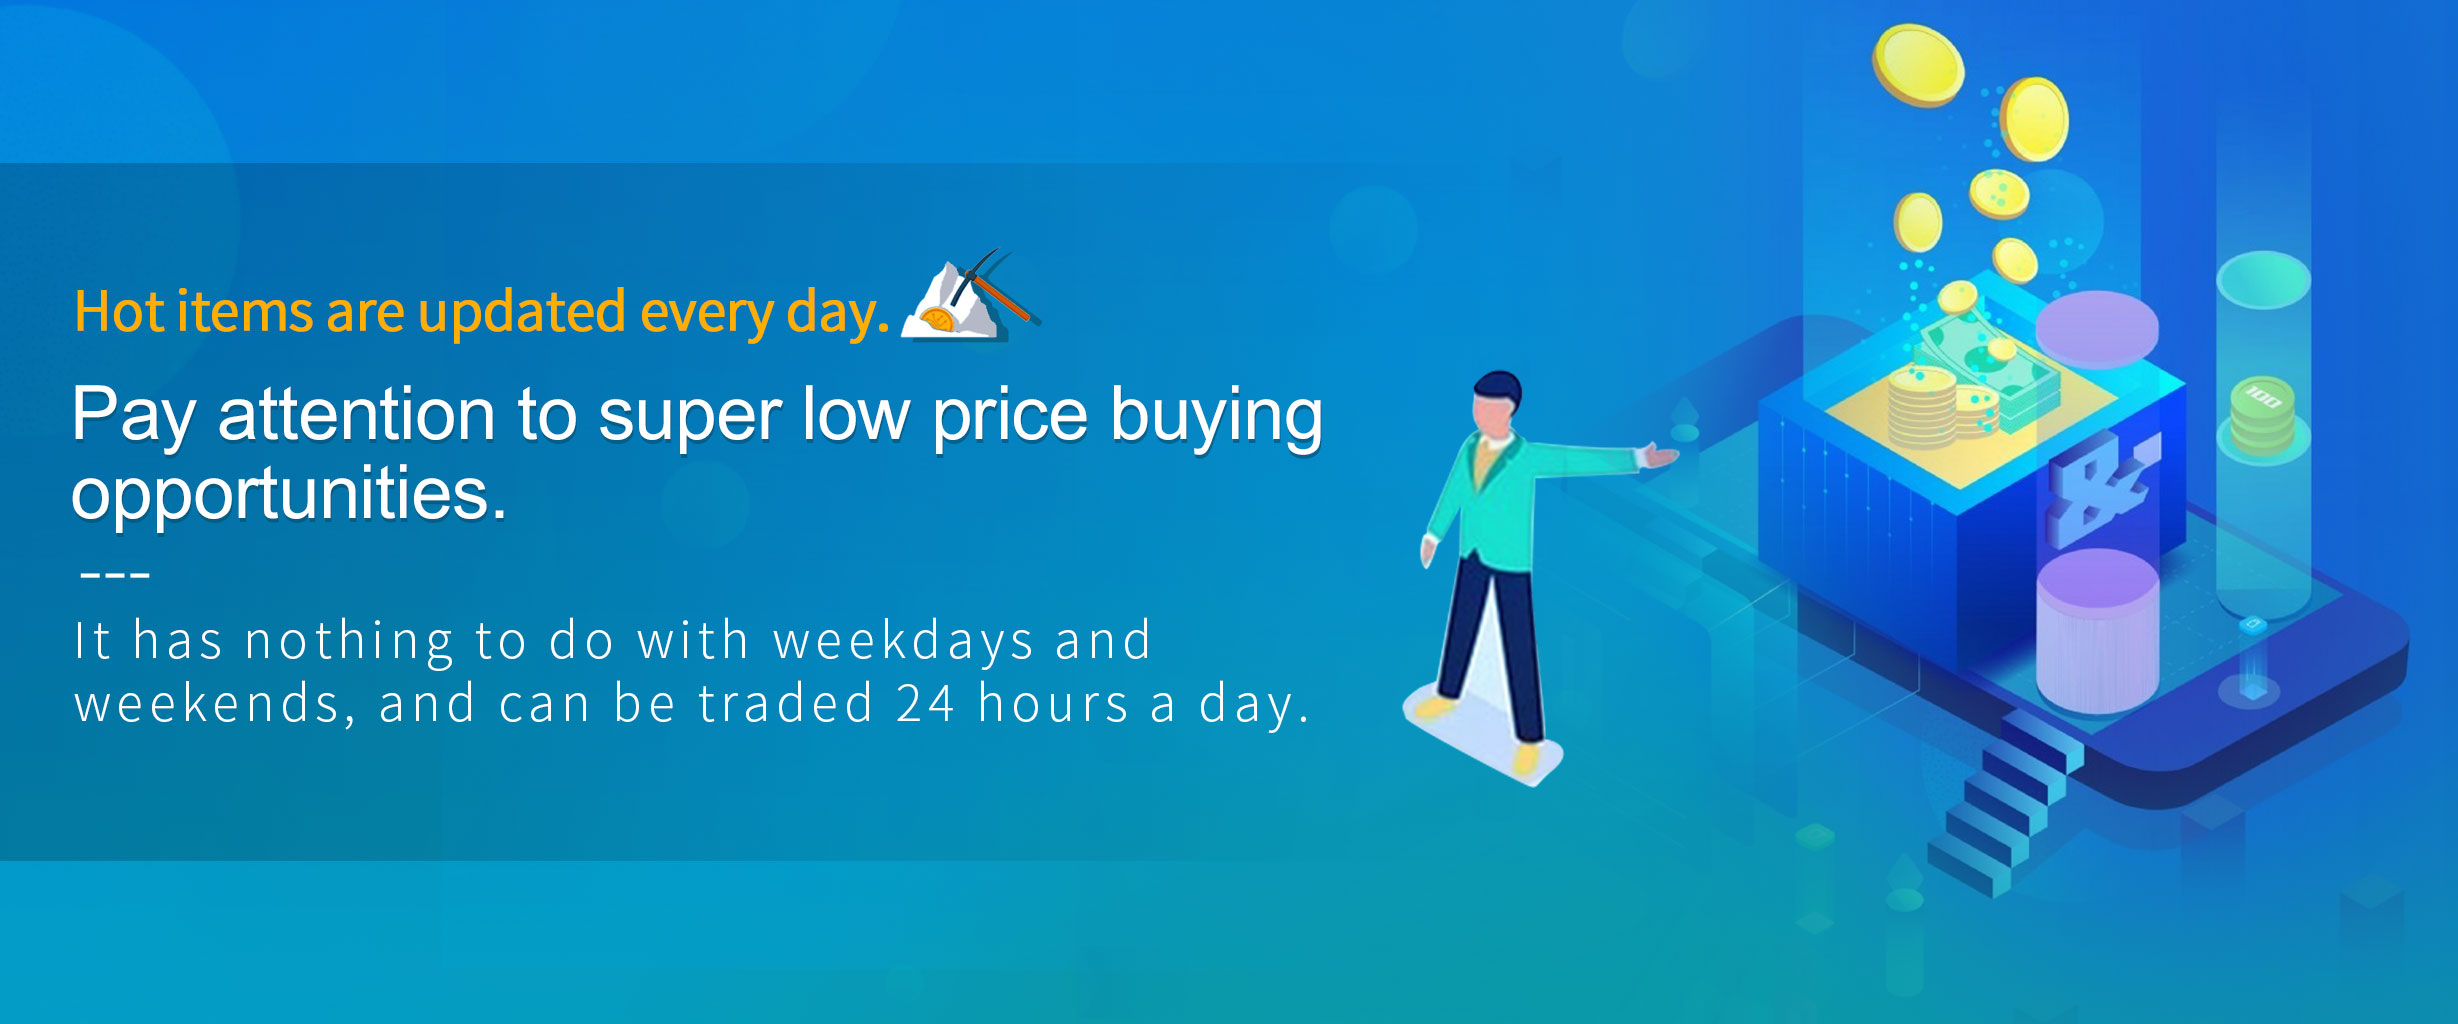 Hot items are updated every day.
Pay attention to super low price buying
opportunities.
---
It has nothing to do with weekdays and
weekends, and can be traded 24 hours a day.
100